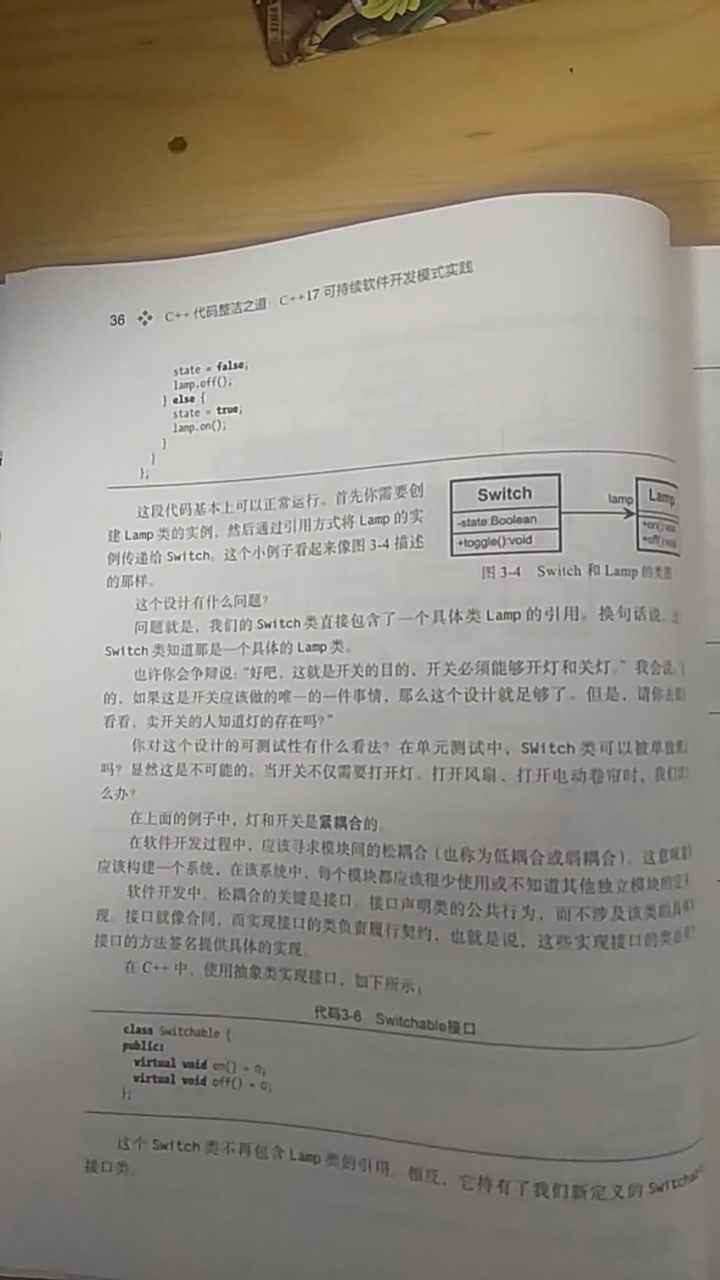 36 ❖ C++ 代码整洁之道：C++17 可持续软件开发模式实践
state = false;
lamp.off();
} else {
state = true;
lamp.on();
}
}
};
这段代码基本上可以正常运行。首先你需要创
建 Lamp 类的实例，然后通过引用方式将 Lamp 的实
例传递给 Switch。这个小例子看起来像图 3-4 描述
的那样。
Switch
-state:Boolean
+toggle():void
lamp
Lamp
+on():void
+off():void
图 3-4 Switch 和 Lamp 的类图
这个设计有什么问题？
问题就是，我们的 Switch 类直接包含了一个具体类 Lamp 的引用。换句话说，这
Switch 类知道那是一个具体的 Lamp 类。
也许你会争辩说：“好吧，这就是开关的目的，开关必须能够开灯和关灯。”我会说
的，如果这是开关应该做的唯一的一件事情，那么这个设计就足够了。但是，请你去
看看，卖开关的人知道灯的存在吗？”
你对这个设计的可测试性有什么看法？在单元测试中，SWitch 类可以被单独
吗？显然这是不可能的。当开关不仅需要打开灯、打开风扇、打开电动卷帘时，我们
么办？
在上面的例子中，灯和开关是紧耦合的。
在软件开发过程中，应该寻求模块间的松耦合（也称为低耦合或弱耦合）。这意味
应该构建一个系统，在该系统中，每个模块都应该很少使用或不知道其他独立模块的定
软件开发中，松耦合的关键是接口。接口声明类的公共行为，而不涉及该类的具体
现。接口就像合同，而实现接口的类负责履行契约，也就是说，这些实现接口的类必
接口的方法签名提供具体的实现。
在 C++ 中，使用抽象类实现接口，如下所示：
代码3-6 Switchable接口
class Switchable {
public:
virtual void on() = 0;
virtual void off() = 0;
};
这个 Switch 类不再包含 Lamp 类的引用。相反，它持有了我们新定义的
接口类。